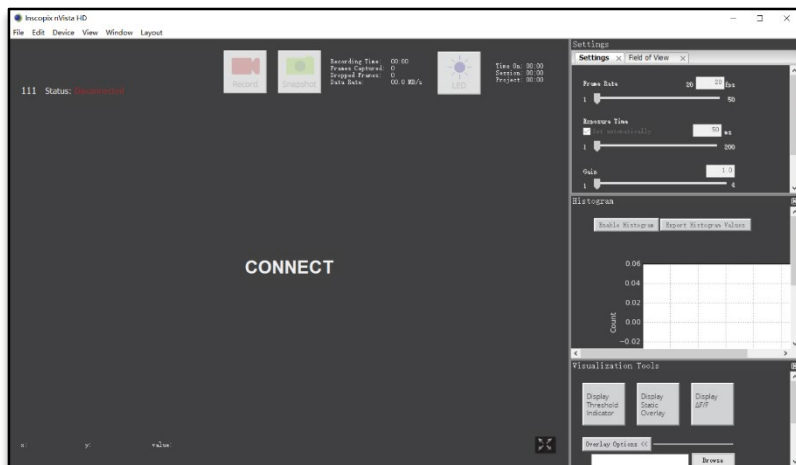 Inscopix nVista HD
File Edit Device View Window Layout
Record
Snapshot
Recording Time: 00:00
Frames Captured: 0
Dropped Frames: 0
Data Rate 00.0 MB/s
LED
Time On: 00:00
Session: 00:00
Project: 00:00
111 Status: Disconnected
CONNECT
x: y: value:
Settings
Settings x Field of View x
Frame Rate 20 20 fps
1 50
Exposure Time
Set automatically 50 ms
1 200
Gain 1.0
1 4
Histogram
Enable Histogram Export Histogram Values
0.06
0.04
0.02
0.00
-0.02
Count
Visualization Tools
Display Threshold Indicator
Display Static Overlay
Display ΔF/F
Overlay Options <<
Browse